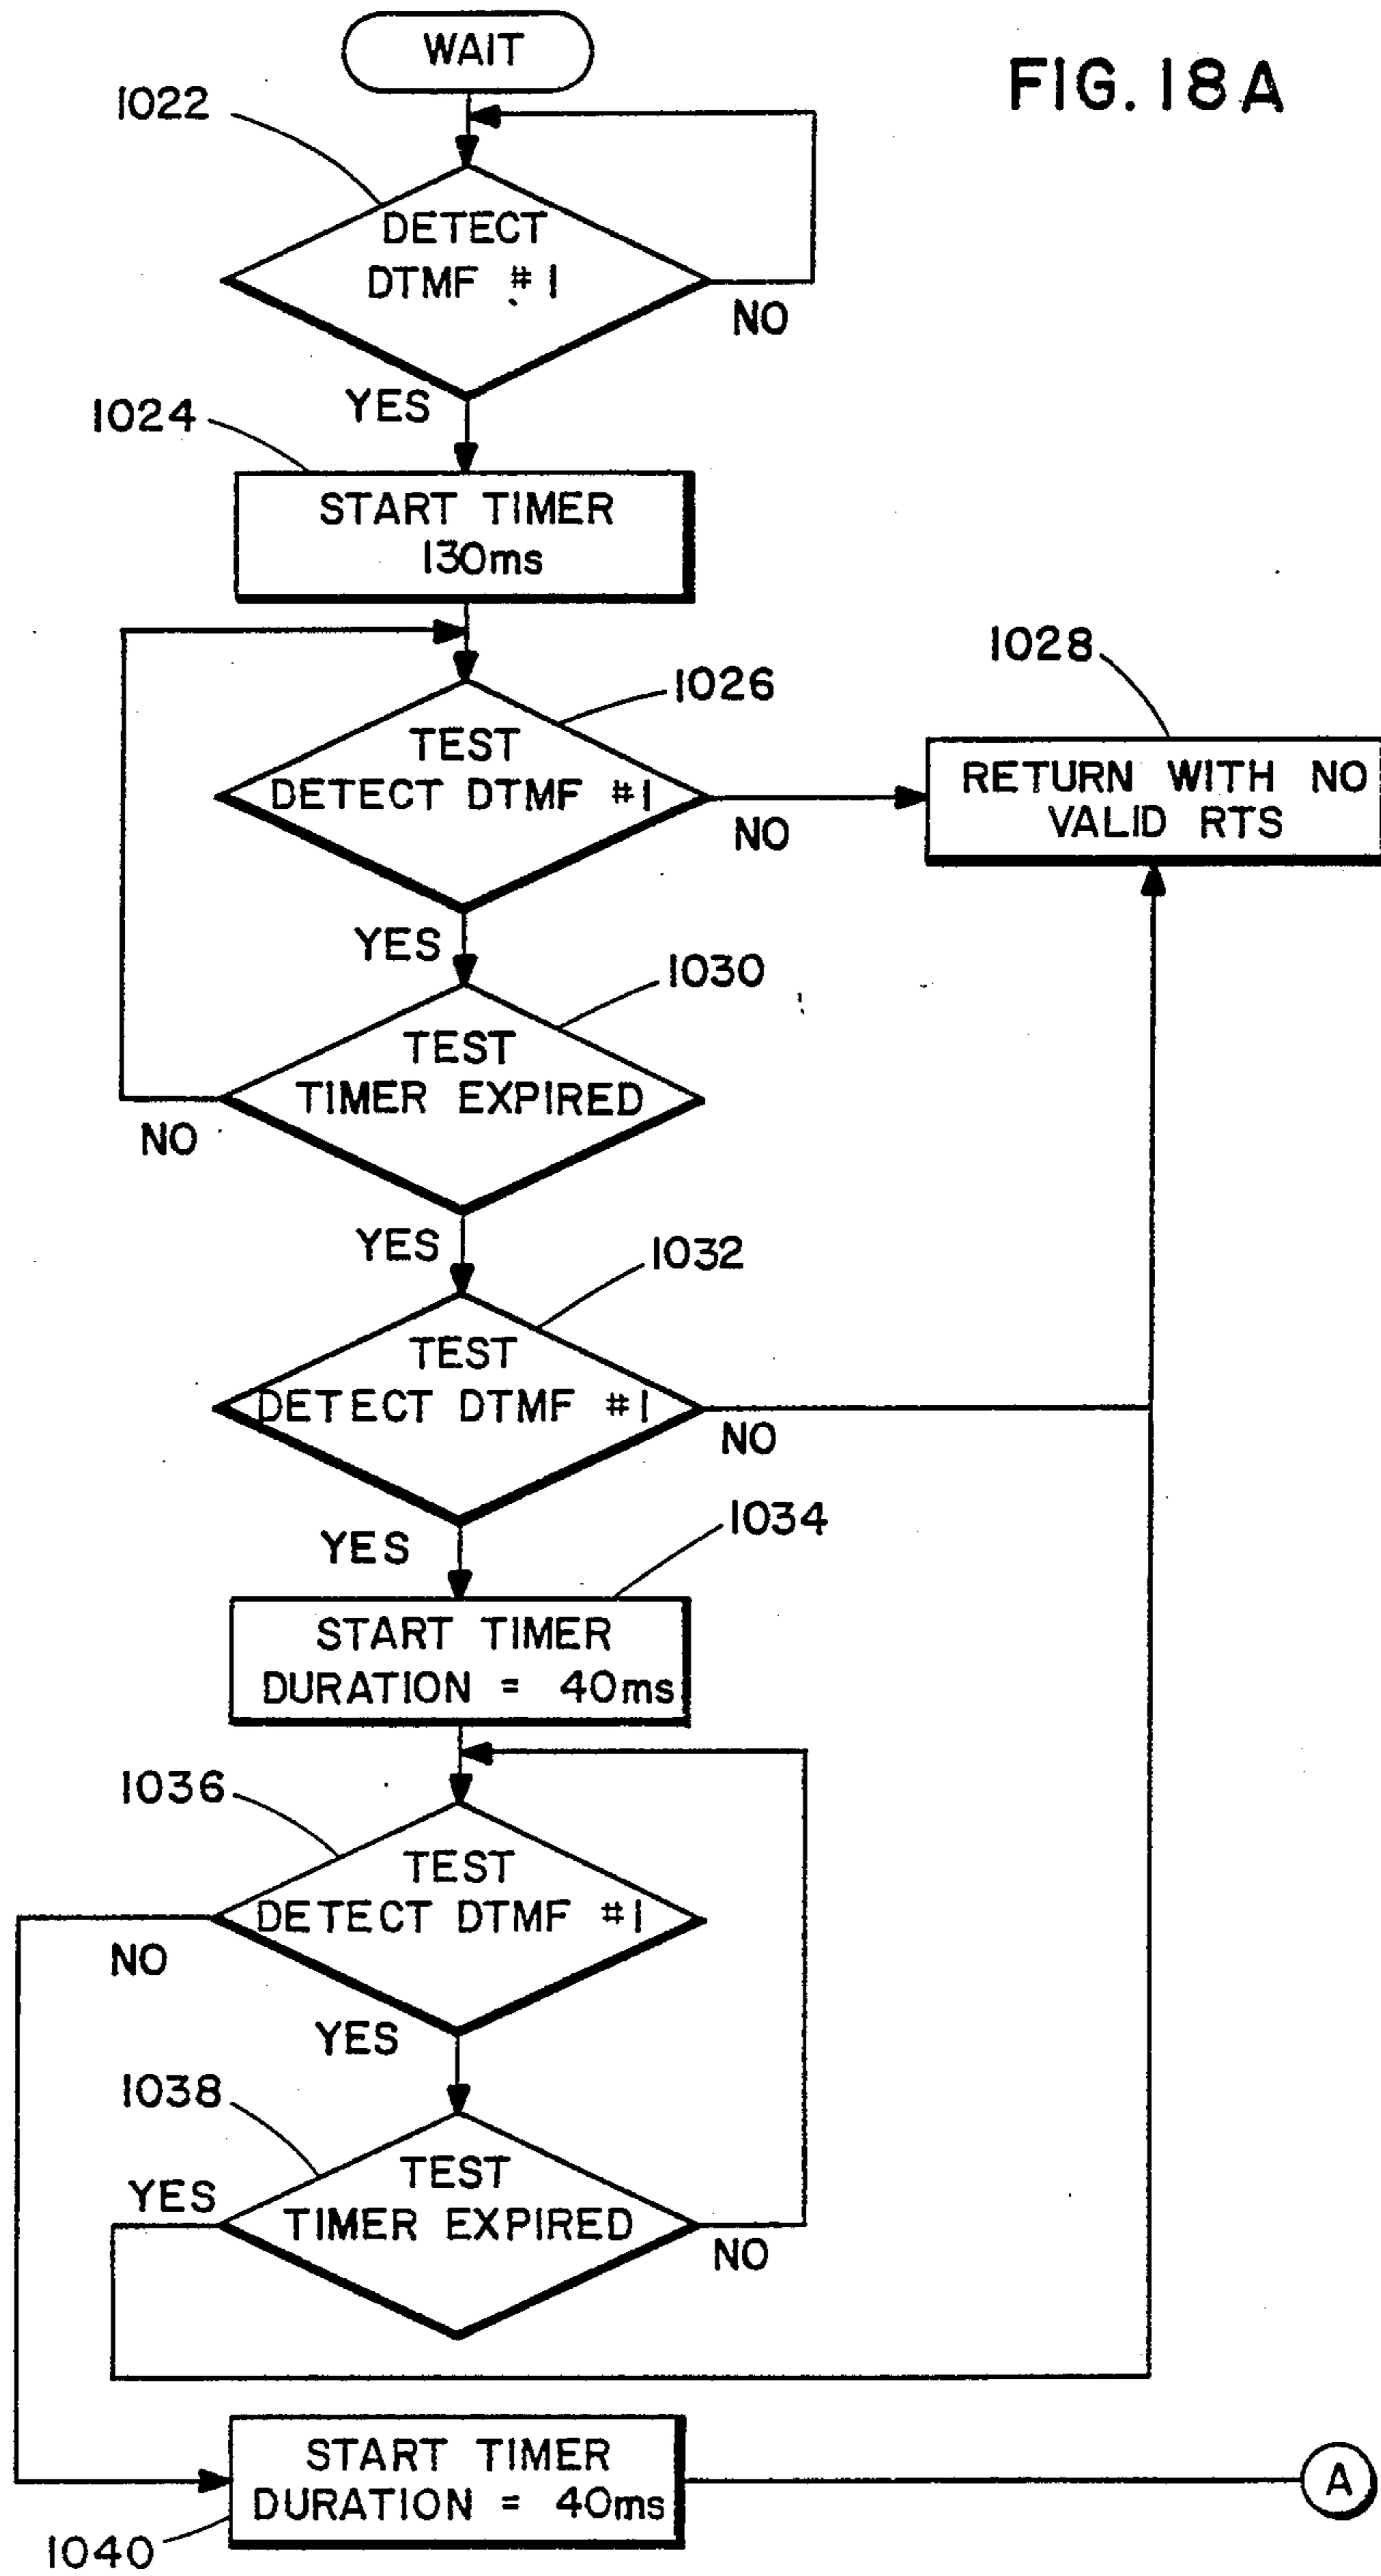 WAIT
FIG. 18A
1022
DETECT
DTMF #1
NO
YES
1024
START TIMER
130ms
1026
1028
TEST
DETECT DTMF #1
NO
RETURN WITH NO
VALID RTS
YES
1030
TEST
TIMER EXPIRED
NO
YES
1032
TEST
DETECT DTMF #1
NO
YES
1034
START TIMER
DURATION = 40ms
1036
TEST
DETECT DTMF #1
NO
YES
1038
TEST
TIMER EXPIRED
YES
NO
START TIMER
DURATION = 40ms
A
1040